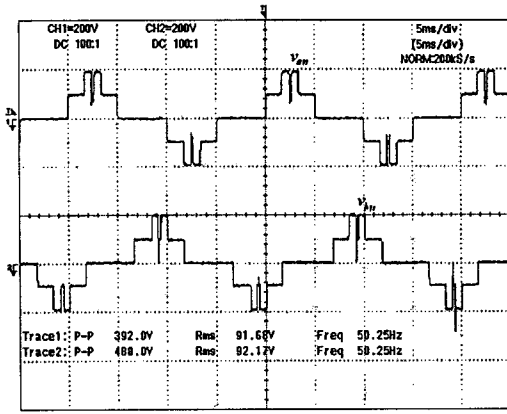 CH1=200V CH2=200V 5ms/div
DC 100:1 DC 100:1 (5ms/div)
NORM:200kS/s
v_an
v_bn
Trace1: P-P 392.0V Rms 91.68V Freq 50.25Hz
Trace2: P-P 488.0V Rms 92.17V Freq 50.25Hz